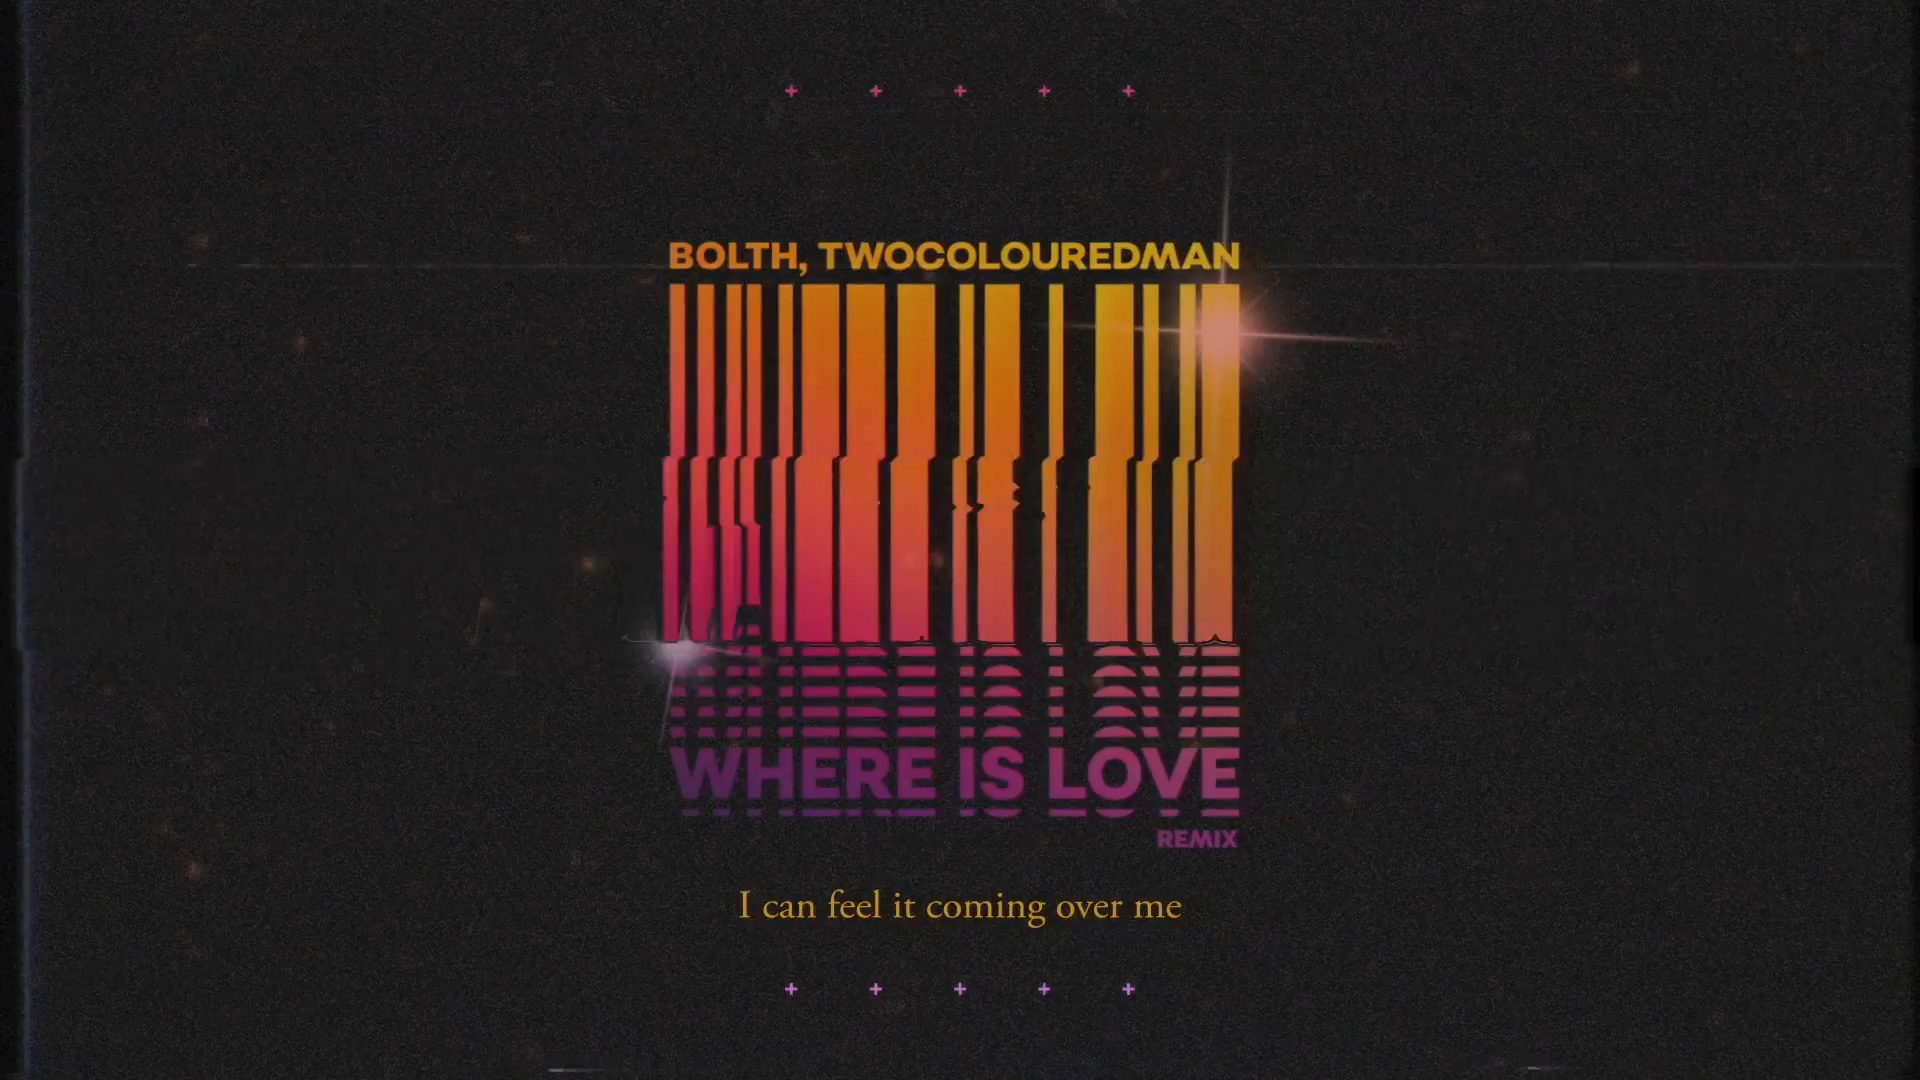 BOLTH, TWOCOLOUREDMAN
WHERE IS LOVE
REMIX
I can feel it coming over me